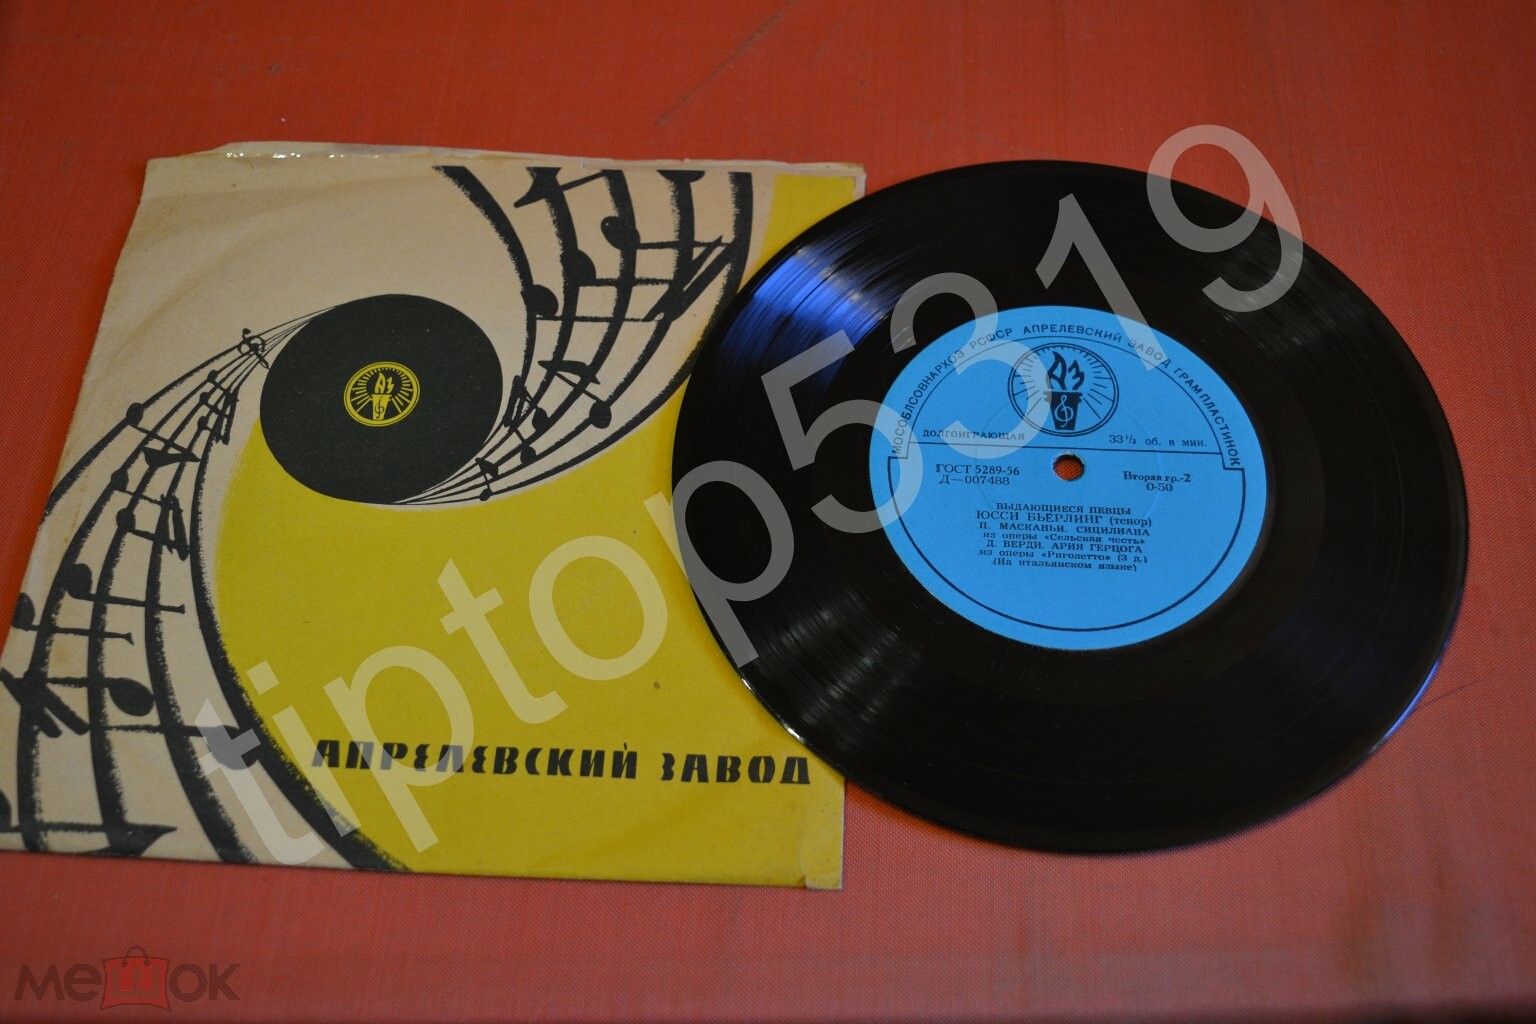 АПРЕЛЕВСКИЙ ЗАВОД
АЗ
МОСОБЛСОВНАРХОЗ РСФСР АПРЕЛЕВСКИЙ ЗАВОД ГРАМПЛАСТИНОК
АЗ
ДОЛГОИГРАЮЩАЯ 33 1/3 об. в мин.
ГОСТ 5289-56 Вторая гр.-2
Д—007488 0-50
ВЫДАЮЩИЕСЯ ПЕВЦЫ
ЮССИ БЬЕРЛИНГ (тенор)
П. МАСКАНЬИ. СИЦИЛИАНА
из оперы «Сельская честь»
Д. ВЕРДИ. АРИЯ ГЕРЦОГА
из оперы «Риголетто» (3 д.)
(На итальянском языке)
tiptop5319
мешок